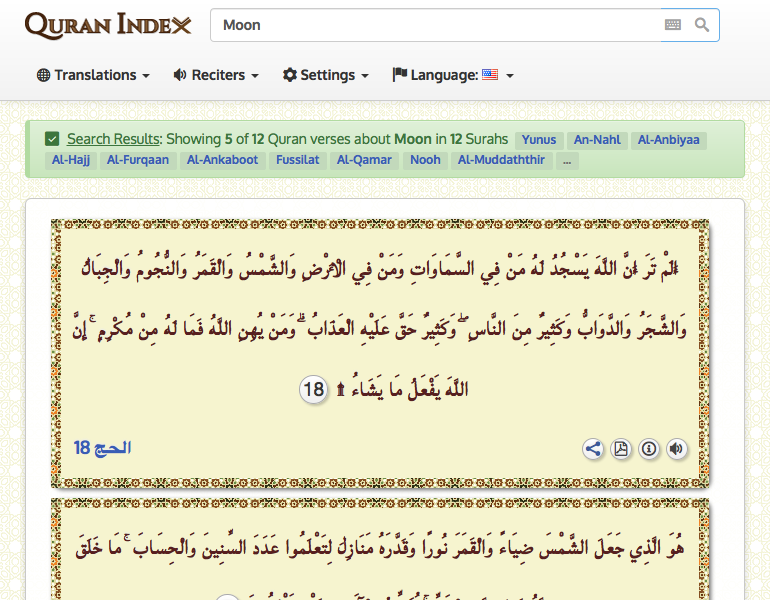 QURAN INDEX
Moon
Translations Reciters Settings Language:
Search Results: Showing 5 of 12 Quran verses about Moon in 12 Surahs Yunus An-Nahl Al-Anbiyaa
Al-Hajj Al-Furqaan Al-Ankaboot Fussilat Al-Qamar Nooh Al-Muddaththir ...
أَلَمْ تَرَ أَنَّ اللَّهَ يَسْجُدُ لَهُ مَنْ فِي السَّمَاوَاتِ وَمَنْ فِي الْأَرْضِ وَالشَّمْسُ وَالْقَمَرُ وَالنُّجُومُ وَالْجِبَالُ
وَالشَّجَرُ وَالدَّوَابُّ وَكَثِيرٌ مِنَ النَّاسِ ۖ وَكَثِيرٌ حَقَّ عَلَيْهِ الْعَذَابُ ۗ وَمَنْ يُهِنِ اللَّهُ فَمَا لَهُ مِنْ مُكْرِمٍ ۚ إِنَّ
اللَّهَ يَفْعَلُ مَا يَشَاءُ ۩ 18
الحج 18
هُوَ الَّذِي جَعَلَ الشَّمْسَ ضِيَاءً وَالْقَمَرَ نُورًا وَقَدَّرَهُ مَنَازِلَ لِتَعْلَمُوا عَدَدَ السِّنِينَ وَالْحِسَابَ ۚ مَا خَلَقَ